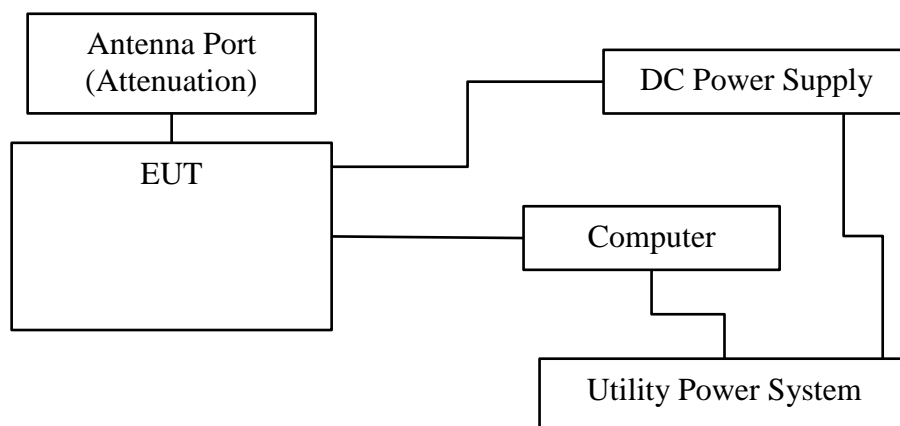 Antenna Port
(Attenuation)
DC Power Supply
EUT
Computer
Utility Power System